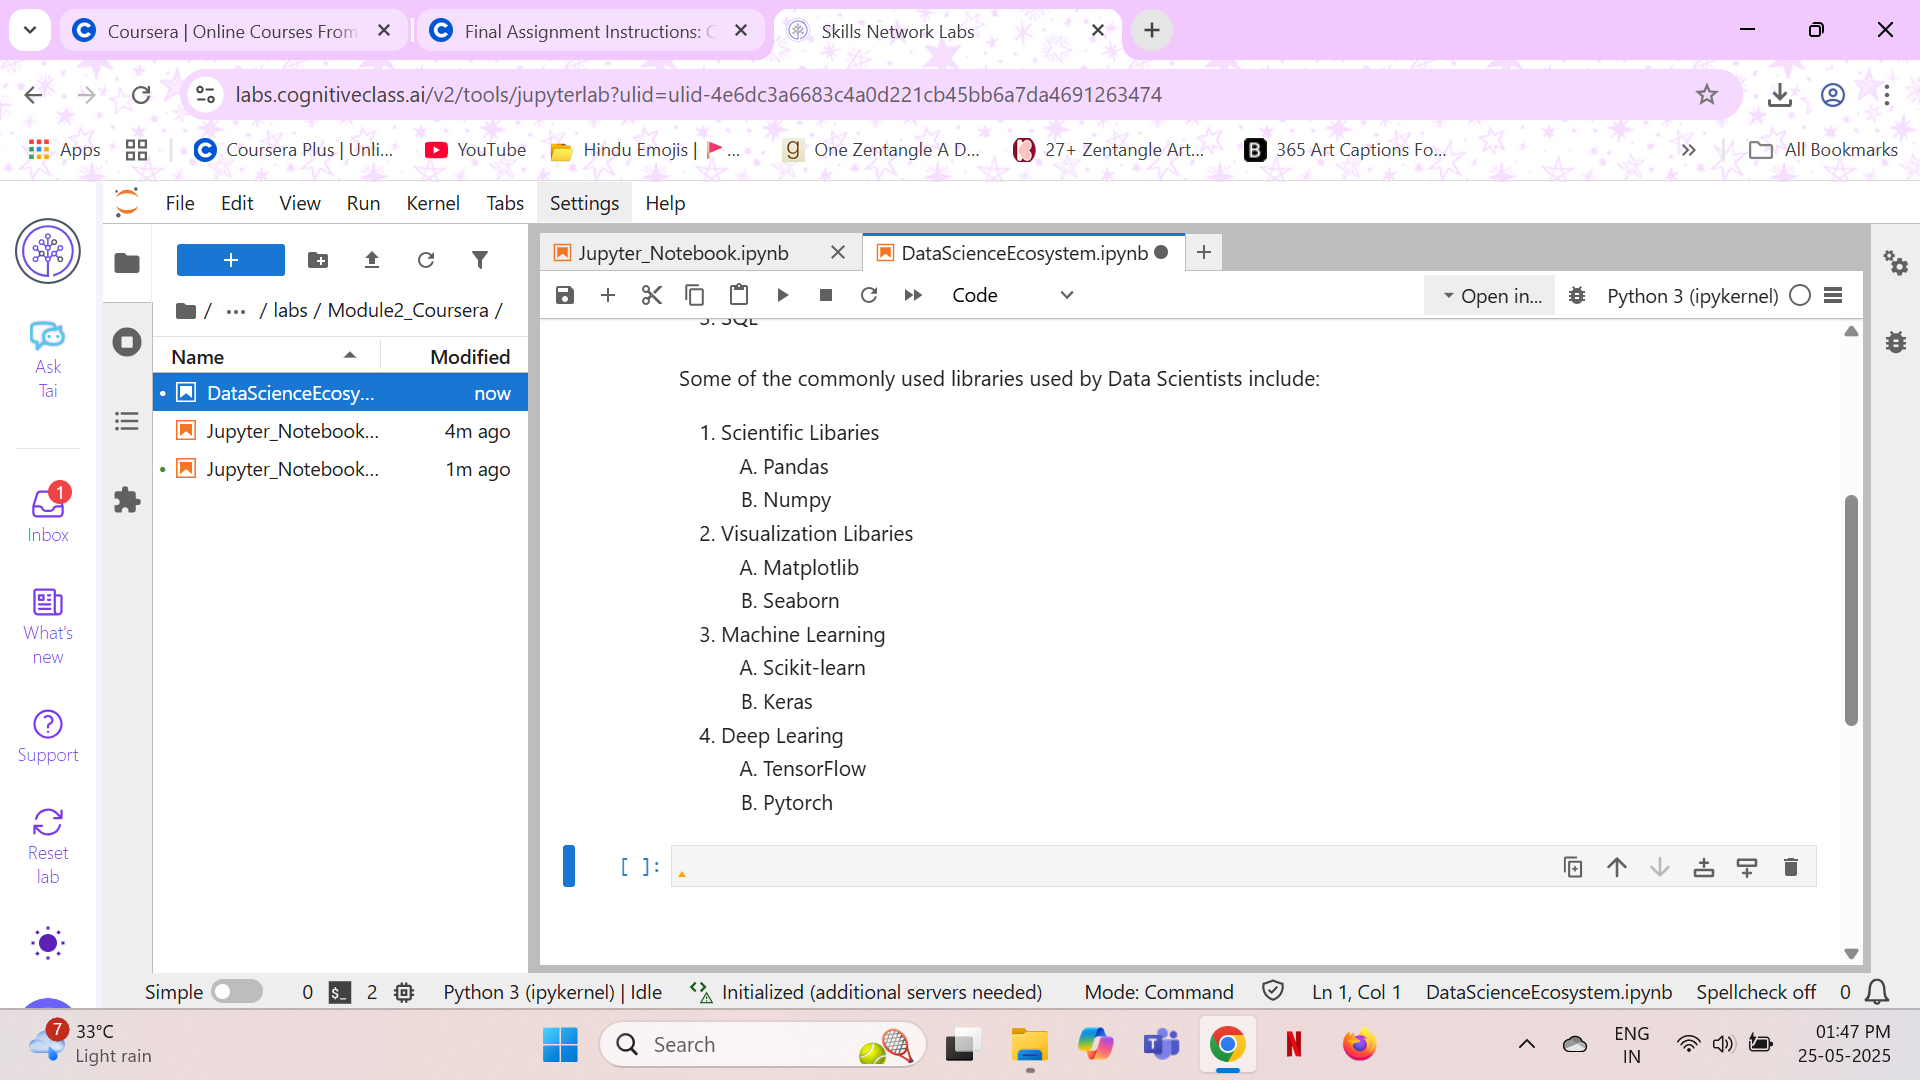 Coursera | Online Courses From
Final Assignment Instructions: C
Skills Network Labs
labs.cognitiveclass.ai/v2/tools/jupyterlab?ulid=ulid-4e6dc3a6683c4a0d221cb45bb6a7da4691263474
Apps
Coursera Plus | Unli...
YouTube
Hindu Emojis | 🚩 ...
One Zentangle A D...
27+ Zentangle Art...
365 Art Captions Fo...
All Bookmarks
File Edit View Run Kernel Tabs Settings Help
Ask
Tai
1
Inbox
What's
new
Support
Reset
lab
/ ... / labs / Module2_Coursera /
Name Modified
DataScienceEcosy... now
Jupyter_Notebook... 4m ago
Jupyter_Notebook... 1m ago
Jupyter_Notebook.ipynb
DataScienceEcosystem.ipynb
Code
Open in...
Python 3 (ipykernel)
3. SQL
Some of the commonly used libraries used by Data Scientists include:
1. Scientific Libaries
A. Pandas
B. Numpy
2. Visualization Libaries
A. Matplotlib
B. Seaborn
3. Machine Learning
A. Scikit-learn
B. Keras
4. Deep Learing
A. TensorFlow
B. Pytorch
[ ]:
Simple 0 $_ 2 Python 3 (ipykernel) | Idle Initialized (additional servers needed) Mode: Command Ln 1, Col 1 DataScienceEcosystem.ipynb Spellcheck off 0
7
33°C
Light rain
Search
ENG
IN
01:47 PM
25-05-2025